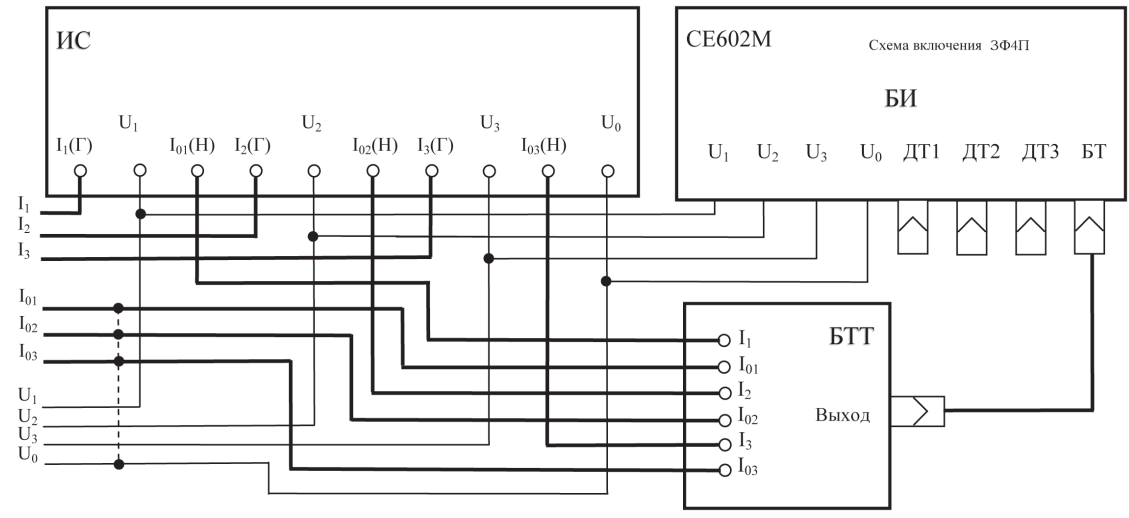 ИС
СЕ602М
Схема включения 3Ф4П
БИ
U₁ U₂ U₃ U₀
I₁(Г) I₀₁(Н) I₂(Г) I₀₂(Н) I₃(Г) I₀₃(Н)
U₁ U₂ U₃ U₀ ДТ1 ДТ2 ДТ3 БТ
I₁
I₂
I₃
I₀₁
I₀₂
I₀₃
U₁
U₂
U₃
U₀
БТТ
I₁
I₀₁
I₂
I₀₂
I₃
I₀₃
Выход